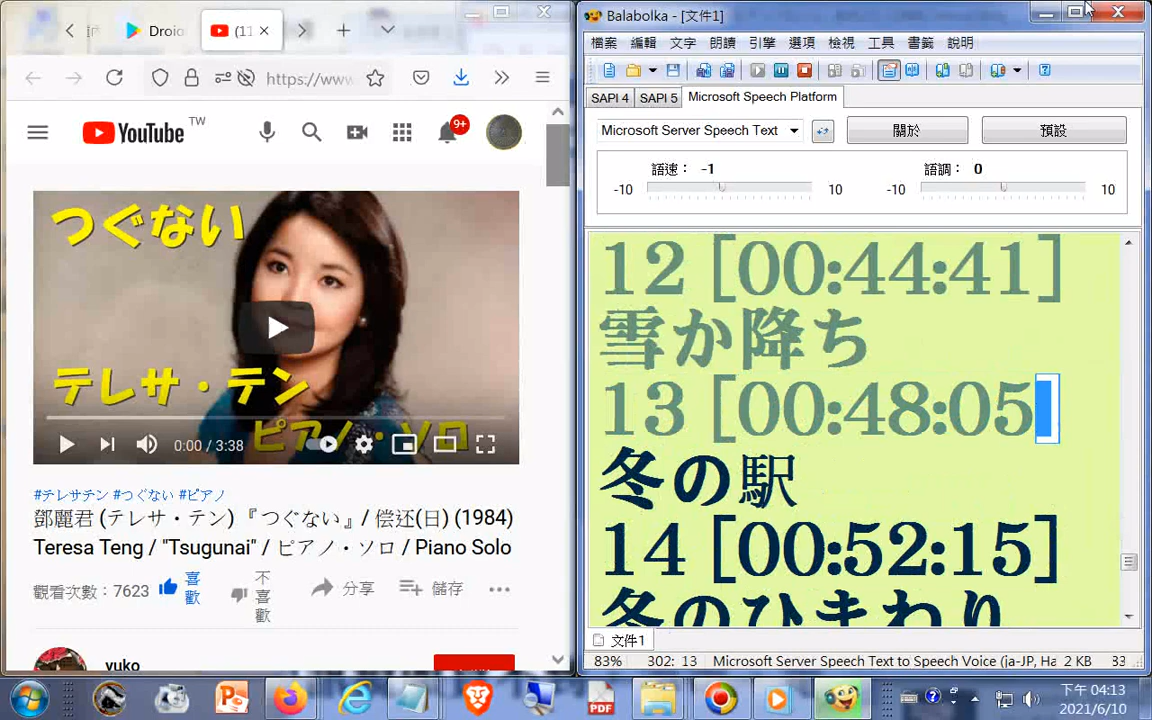 Droid
(11
https://www
YouTube
TW
9+
つぐない
テレサ・テン
ピアノ・ソロ
0:00 / 3:38
#テレサテン #つぐない #ピアノ
鄧麗君 (テレサ・テン) 『つぐない』/ 偿还(日) (1984)
Teresa Teng / "Tsugunai" / ピアノ・ソロ / Piano Solo
觀看次數：7623
喜歡
不喜歡
分享
儲存
yuko
Balabolka - [文件1]
檔案 編輯 文字 朗讀 引擎 選項 檢視 工具 書籤 說明
SAPI 4 SAPI 5 Microsoft Speech Platform
Microsoft Server Speech Text
關於
預設
語速： -1
語調： 0
-10 10 -10 10
12 [00:44:41]
雪か降ち
13 [00:48:05
冬の駅
14 [00:52:15]
冬のひまわり
文件1
83% 302: 13 Microsoft Server Speech Text to Speech Voice (ja-JP, Ha 2 KB 33
PDF
下午 04:13
2021/6/10